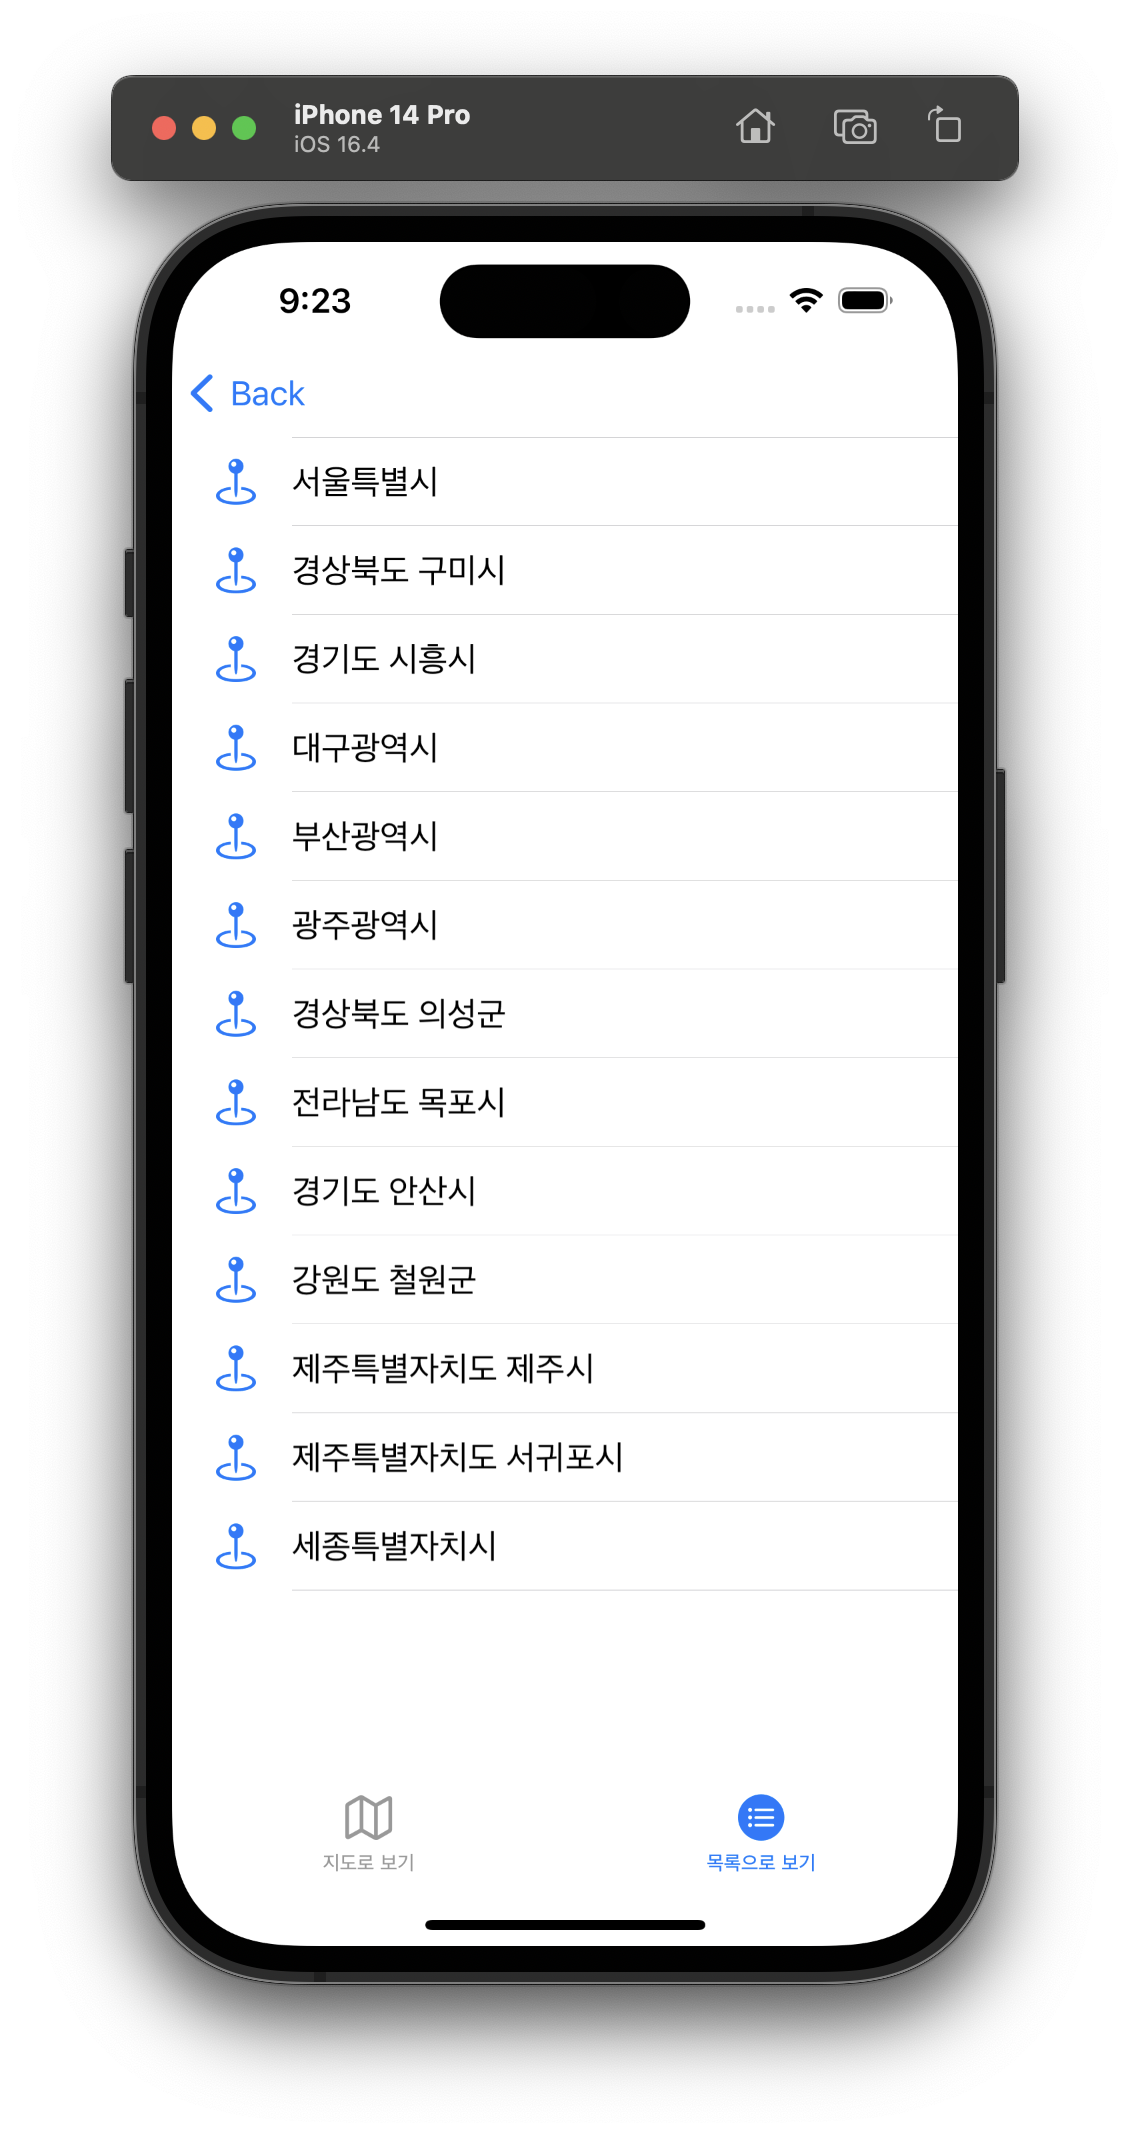 iPhone 14 Pro
iOS 16.4
9:23
Back
서울특별시
경상북도 구미시
경기도 시흥시
대구광역시
부산광역시
광주광역시
경상북도 의성군
전라남도 목포시
경기도 안산시
강원도 철원군
제주특별자치도 제주시
제주특별자치도 서귀포시
세종특별자치시
지도로 보기
목록으로 보기